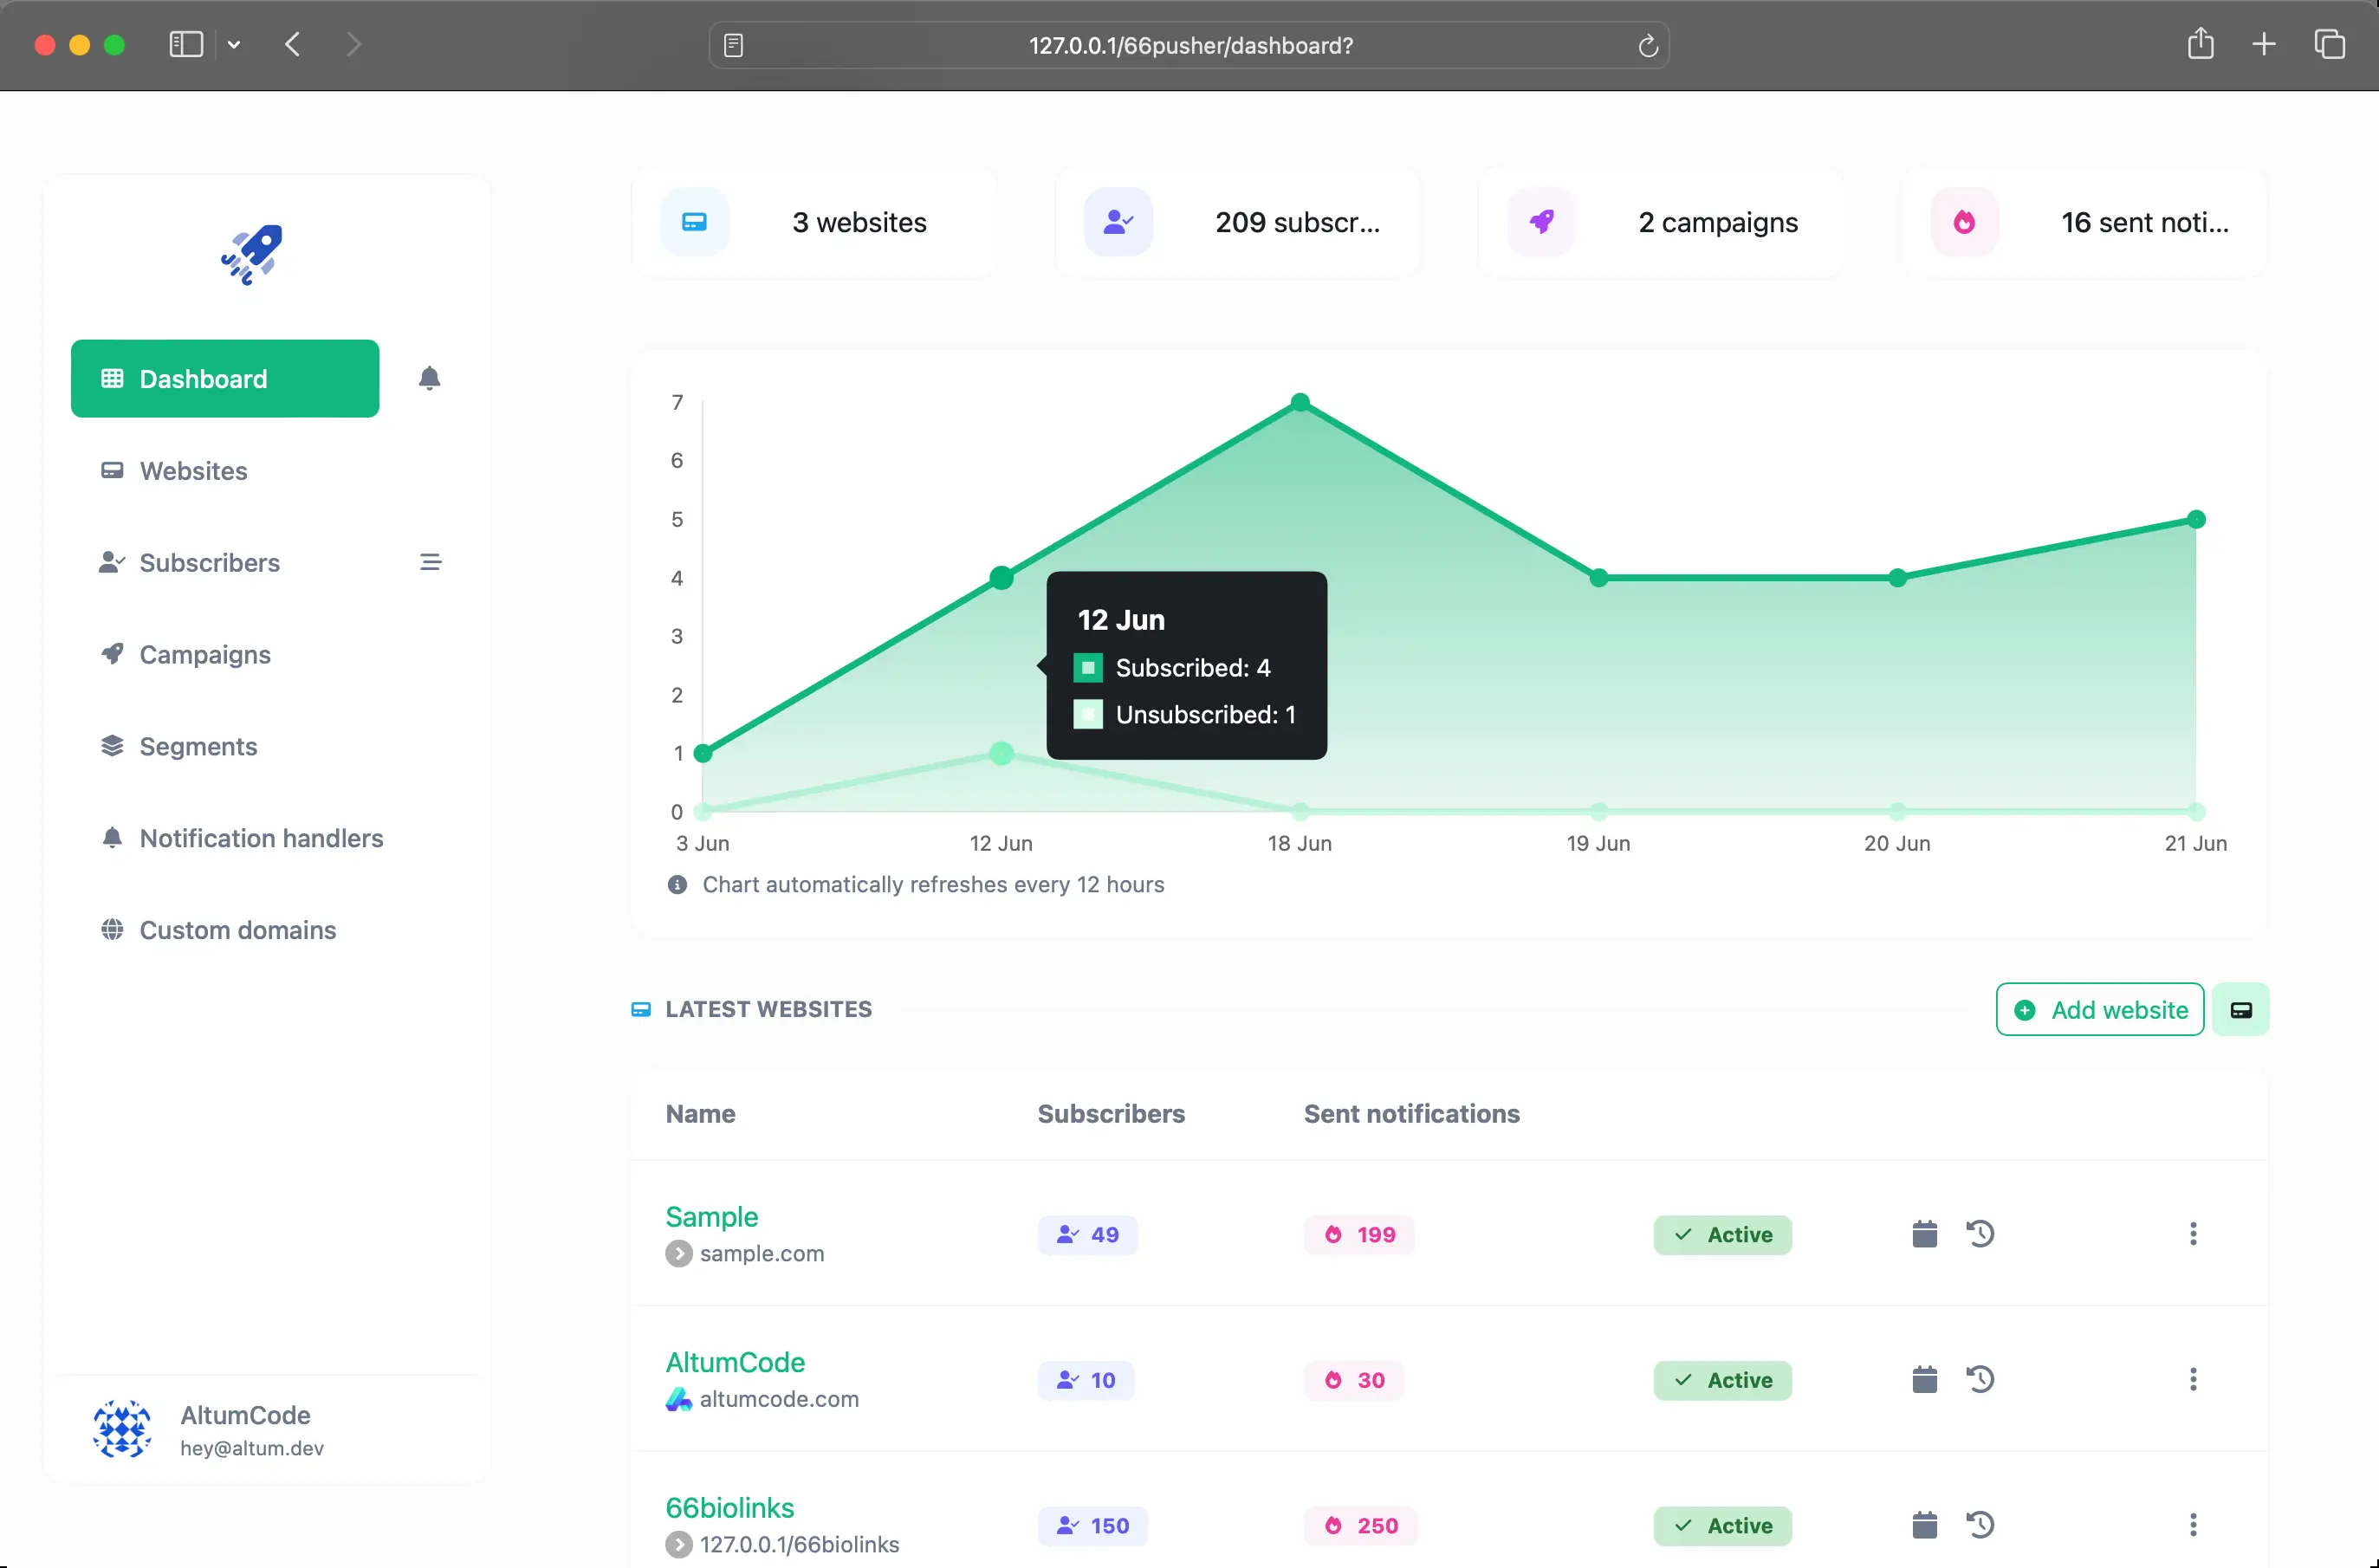 127.0.0.1/66pusher/dashboard?
3 websites
209 subscr...
2 campaigns
16 sent noti...
Dashboard
Websites
Subscribers
Campaigns
Segments
Notification handlers
Custom domains
AltumCode
hey@altum.dev
7
6
5
4
3
2
1
0
12 Jun
Subscribed: 4
Unsubscribed: 1
3 Jun
12 Jun
18 Jun
19 Jun
20 Jun
21 Jun
Chart automatically refreshes every 12 hours
LATEST WEBSITES
Add website
Name Subscribers Sent notifications
Sample
sample.com
49
199
Active
AltumCode
altumcode.com
10
30
Active
66biolinks
127.0.0.1/66biolinks
150
250
Active